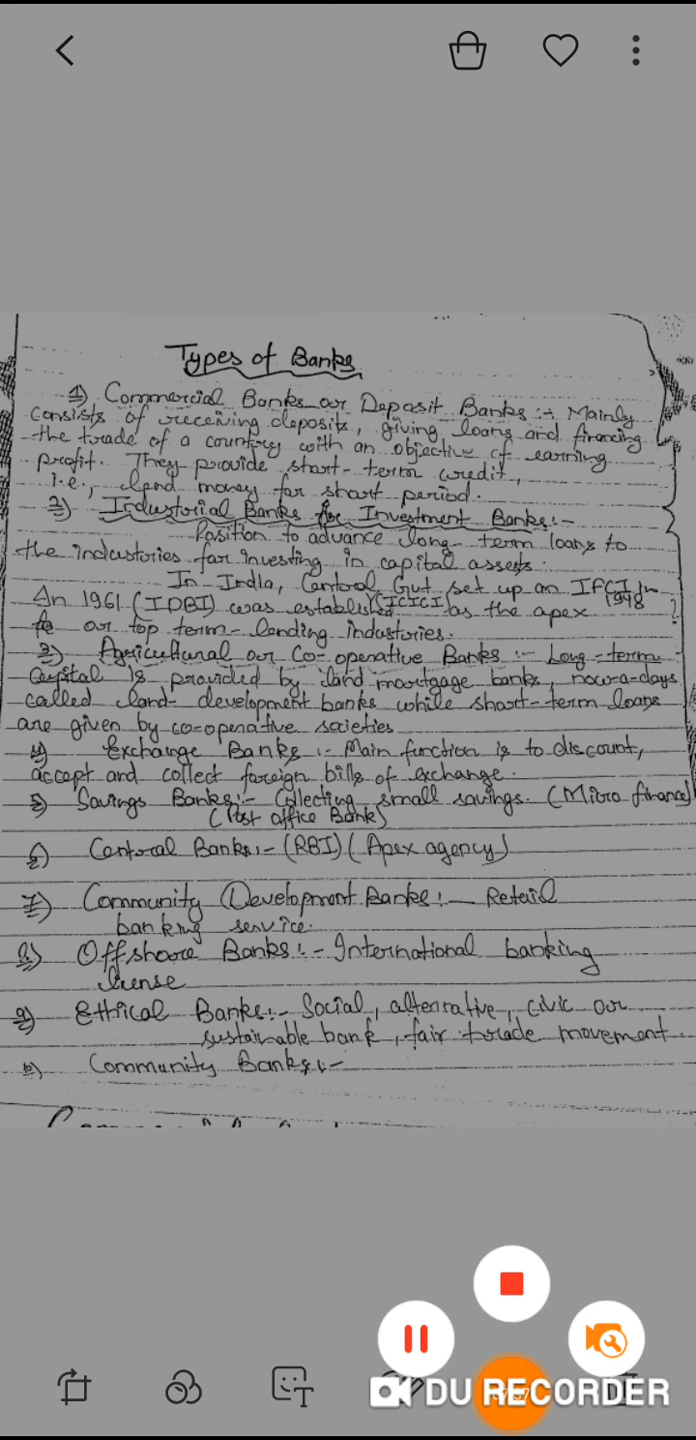 Types of Banks
1) Commercial Banks or Deposit Banks :- Mainly
consists of receiving deposits, giving loans and financing
the trade of a country with an objective of earning
profit. They provide short-term credit,
i.e., lend money for short period.
2) Industrial Banks or Investment Banks :-
Position to advance long-term loans to
the industries for investing in capital assets.
In India, Central Gvt set up an IFCI in 1948
In 1961 (IDBI) was established (ICICI) as the apex
or top term-lending industries.
3) Agricultural or Co-operative Banks :- Long-term
Capital is provided by land mortgage banks, now-a-days
called land-development banks while short-term loans
are given by co-operative societies
4) Exchange Banks :- Main function is to discount,
accept and collect foreign bills of exchange.
5) Savings Banks :- Collecting small savings. (Micro finance)
(Post office Bank)
6) Central Banks :- (RBI) (Apex agency)
7) Community Development Banks :- Retail
banking service.
8) Offshore Banks :- International banking
9) Ethical Banks :- Social, alternative, civic or
sustainable bank, fair trade movement
10) Community Banks :-
DU RECORDER